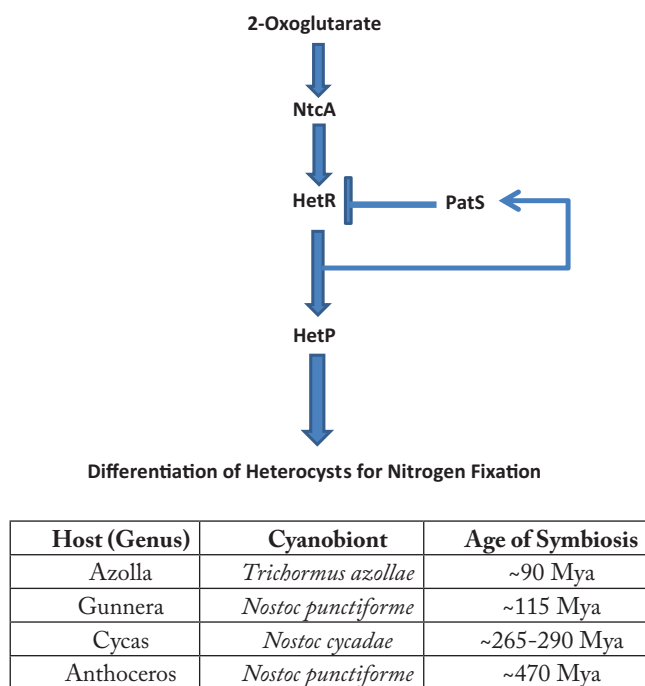 2-Oxoglutarate
NtcA
HetR PatS
HetP
Differentiation of Heterocysts for Nitrogen Fixation
Host (Genus) Cyanobiont Age of Symbiosis
Azolla Trichormus azollae ~90 Mya
Gunnera Nostoc punctiforme ~115 Mya
Cycas Nostoc cycadae ~265-290 Mya
Anthoceros Nostoc punctiforme ~470 Mya